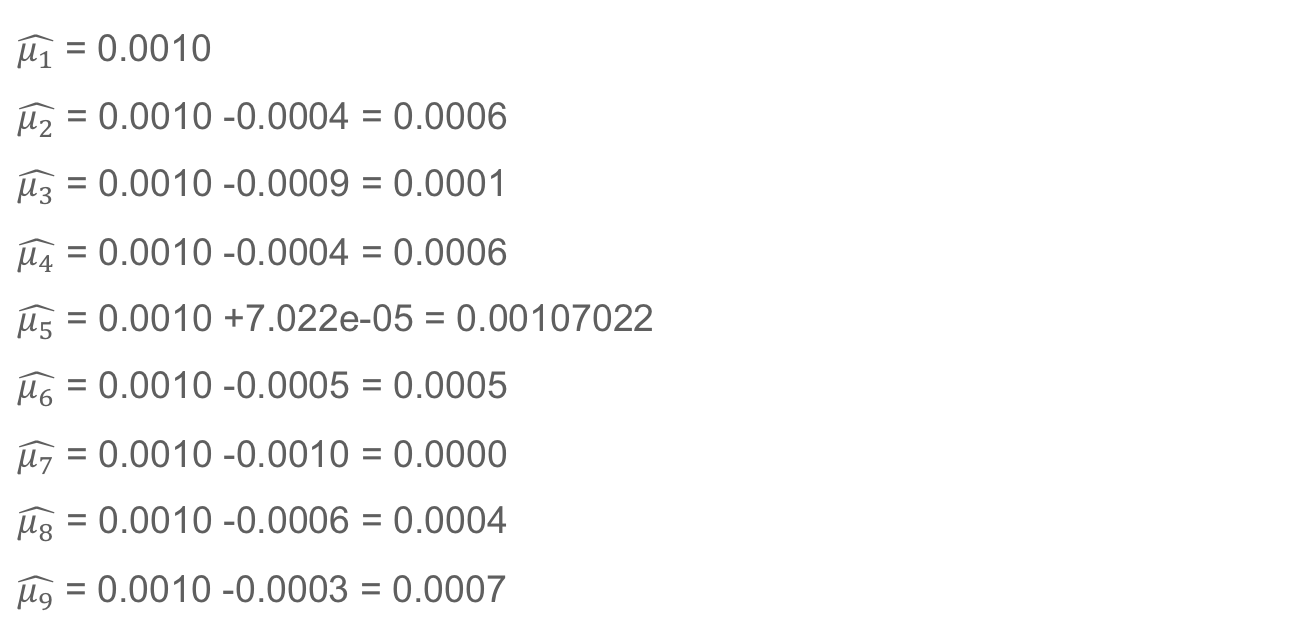 μ̂₁ = 0.0010
μ̂₂ = 0.0010 -0.0004 = 0.0006
μ̂₃ = 0.0010 -0.0009 = 0.0001
μ̂₄ = 0.0010 -0.0004 = 0.0006
μ̂₅ = 0.0010 +7.022e-05 = 0.00107022
μ̂₆ = 0.0010 -0.0005 = 0.0005
μ̂₇ = 0.0010 -0.0010 = 0.0000
μ̂₈ = 0.0010 -0.0006 = 0.0004
μ̂₉ = 0.0010 -0.0003 = 0.0007